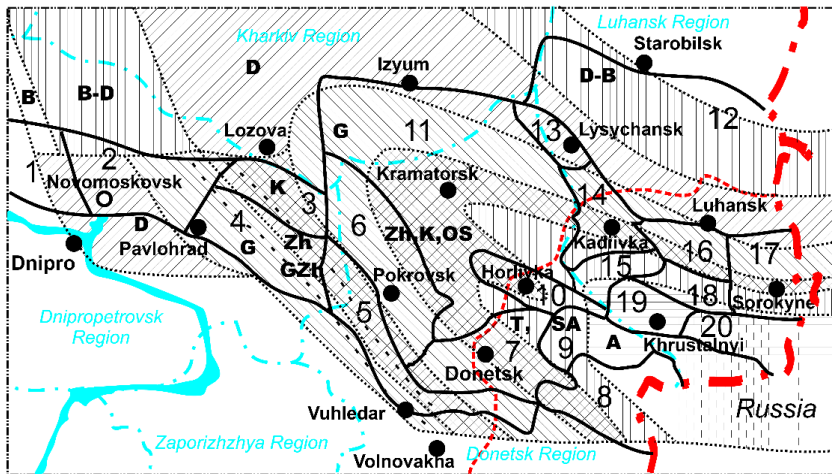 Luhansk Region
Starobilsk
Kharkiv Region
D
Izyum
D-B
B
B-D
12
Lozova
G
11
13
Lysychansk
1
2
Novomoskovsk
K
3
Kramatorsk
14
Luhansk
D
Pavlohrad
4
G
Zh
GZh
6
Zh,K,OS
Kadiivka
16
17
Dnipro
Pokrovsk
Horlivka
15
10
19
18
Sorokyne
5
T,
SA
A
20
Khrustalnyi
Dnipropetrovsk
Region
7
9
Donetsk
8
Vuhledar
Russia
Zaporizhzhya Region
Donetsk Region
Volnovakha